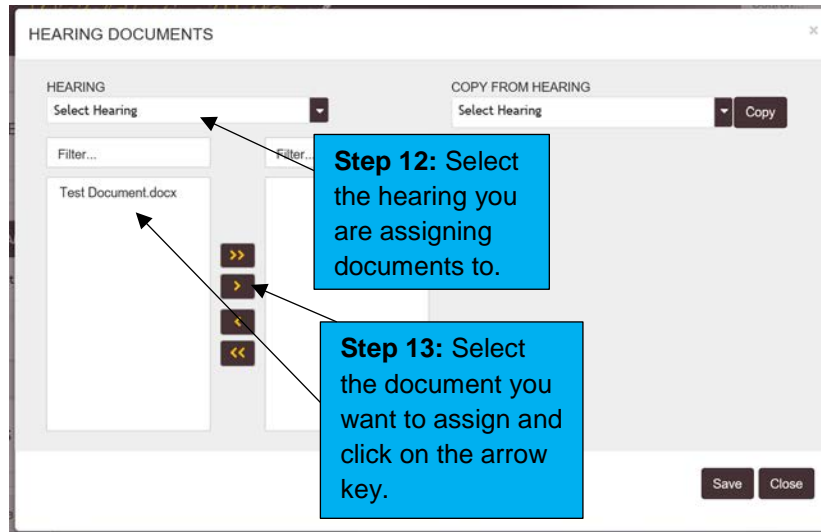 HEARING DOCUMENTS
×
HEARING
COPY FROM HEARING
Select Hearing
Select Hearing
Copy
Filter...
Filter...
Step 12: Select
the hearing you
are assigning
documents to.
Test Document.docx
>>
>
<
<<
Step 13: Select
the document you
want to assign and
click on the arrow
key.
Save
Close